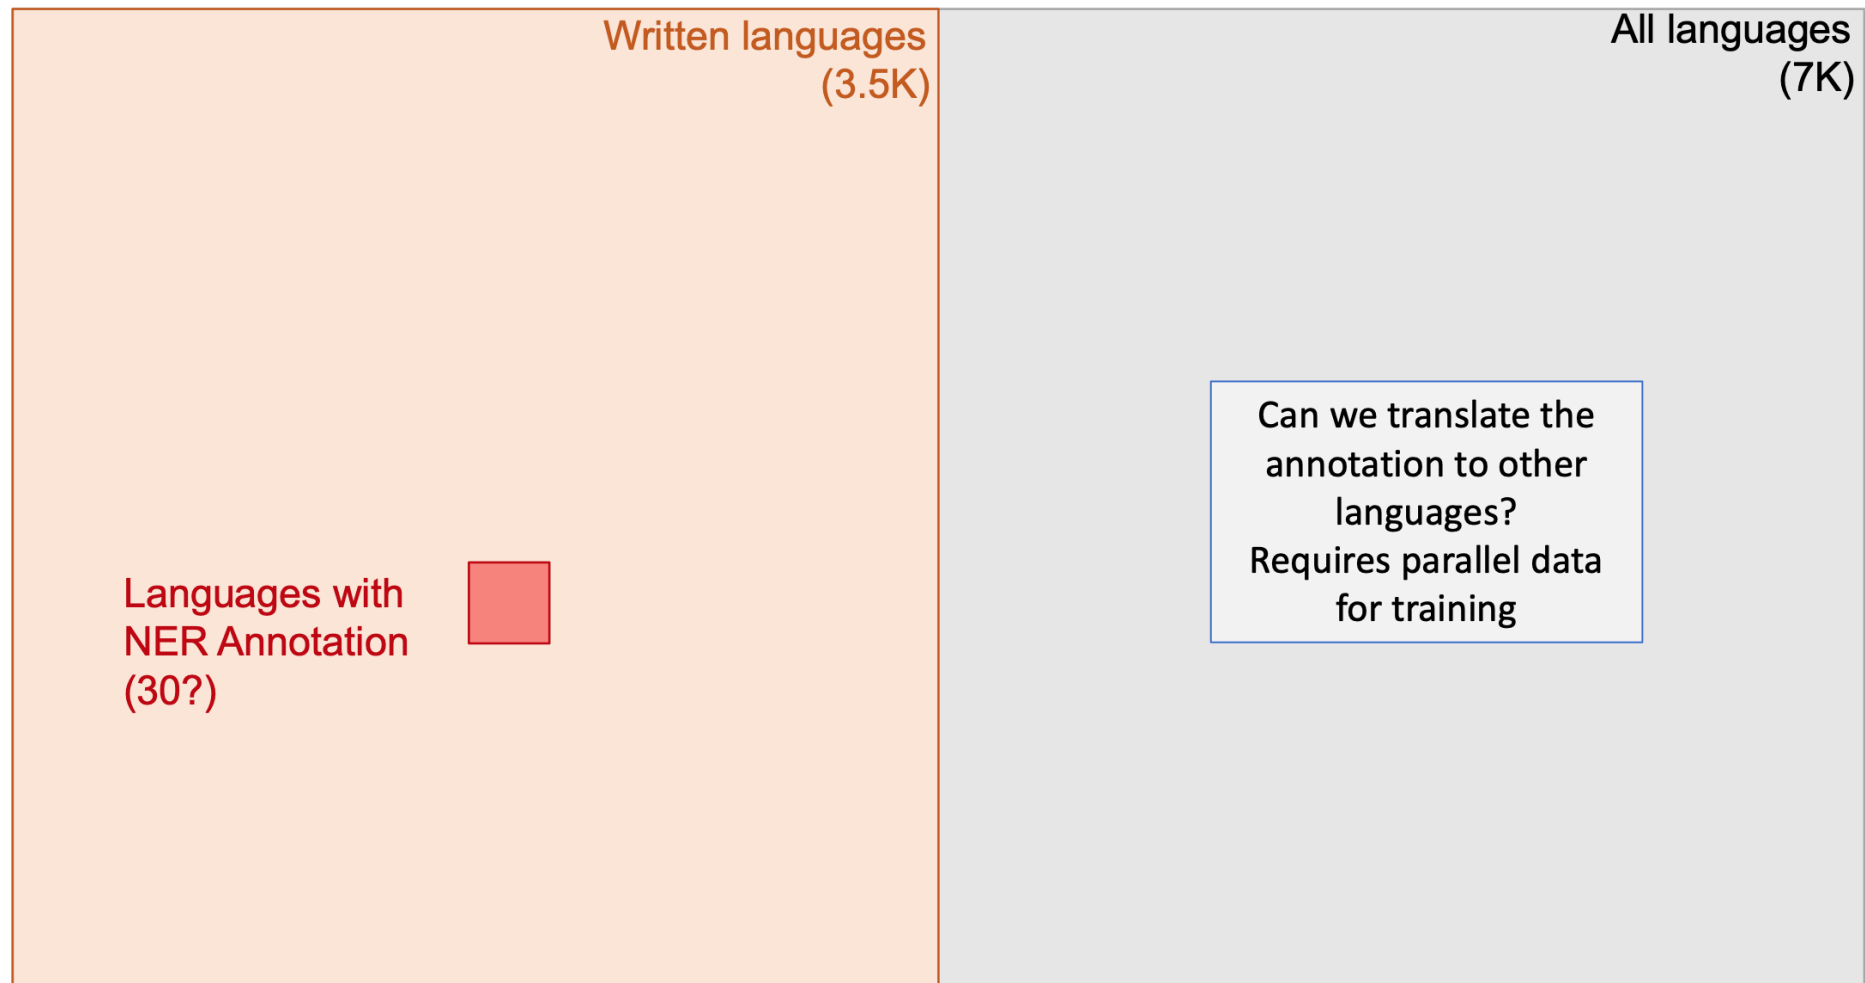 Written languages
(3.5K)
All languages
(7K)
Can we translate the
annotation to other
languages?
Requires parallel data
for training
Languages with
NER Annotation
(30?)